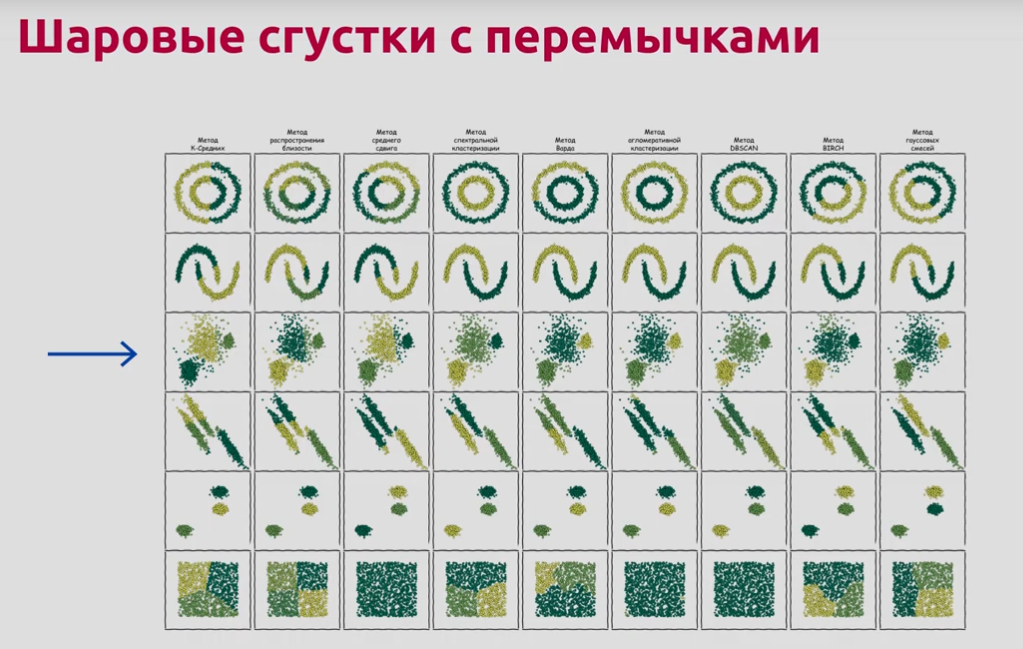 Шаровые сгустки с перемычками
Метод
К-Средних
Метод
распространения
близости
Метод
среднего
сдвига
Метод
спектральной
кластеризации
Метод
Ворда
Метод
агломеративной
кластеризации
Метод
DBSCAN
Метод
BIRCH
Метод
гауссовых
смесей